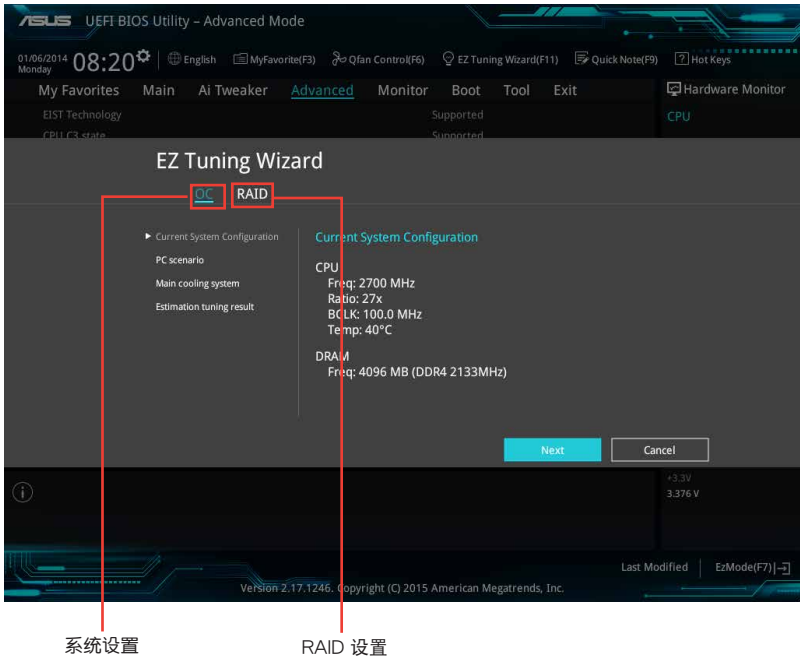 ASUS UEFI BIOS Utility – Advanced Mode
01/06/2014 Monday 08:20 English MyFavorite(F3) Qfan Control(F6) EZ Tuning Wizard(F11) Quick Note(F9) ? Hot Keys
My Favorites Main Ai Tweaker Advanced Monitor Boot Tool Exit Hardware Monitor
EIST Technology Supported CPU
CPU C3 state Supported
EZ Tuning Wizard
OC RAID
Current System Configuration
PC scenario
Main cooling system
Estimation tuning result
Current System Configuration
CPU
Freq: 2700 MHz
Ratio: 27x
BCLK: 100.0 MHz
Temp: 40°C
DRAM
Freq: 4096 MB (DDR4 2133MHz)
Next Cancel
+3.3V
3.376 V
Last Modified EzMode(F7)
Version 2.17.1246. Copyright (C) 2015 American Megatrends, Inc.
系统设置 RAID 设置